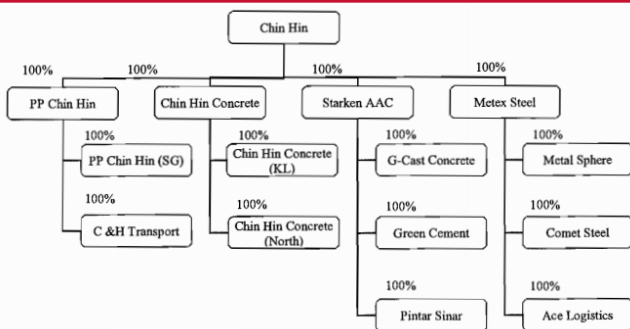 Chin Hin
100%
100%
100%
100%
PP Chin Hin
Chin Hin Concrete
Starken AAC
Metex Steel
100%
100%
100%
100%
PP Chin Hin (SG)
Chin Hin Concrete
(KL)
G-Cast Concrete
Metal Sphere
100%
100%
100%
100%
C &H Transport
Chin Hin Concrete
(North)
Green Cement
Comet Steel
100%
100%
Pintar Sinar
Ace Logistics